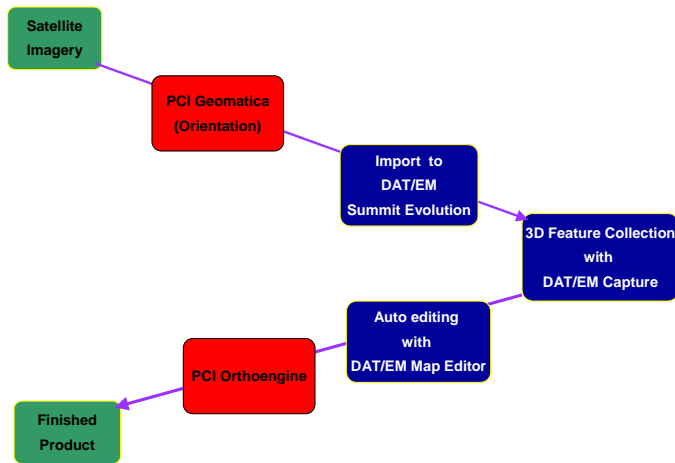 Satellite
Imagery
PCI Geomatica
(Orientation)
Import to
DAT/EM
Summit Evolution
3D Feature Collection
with
DAT/EM Capture
Auto editing
with
DAT/EM Map Editor
PCI Orthoengine
Finished
Product